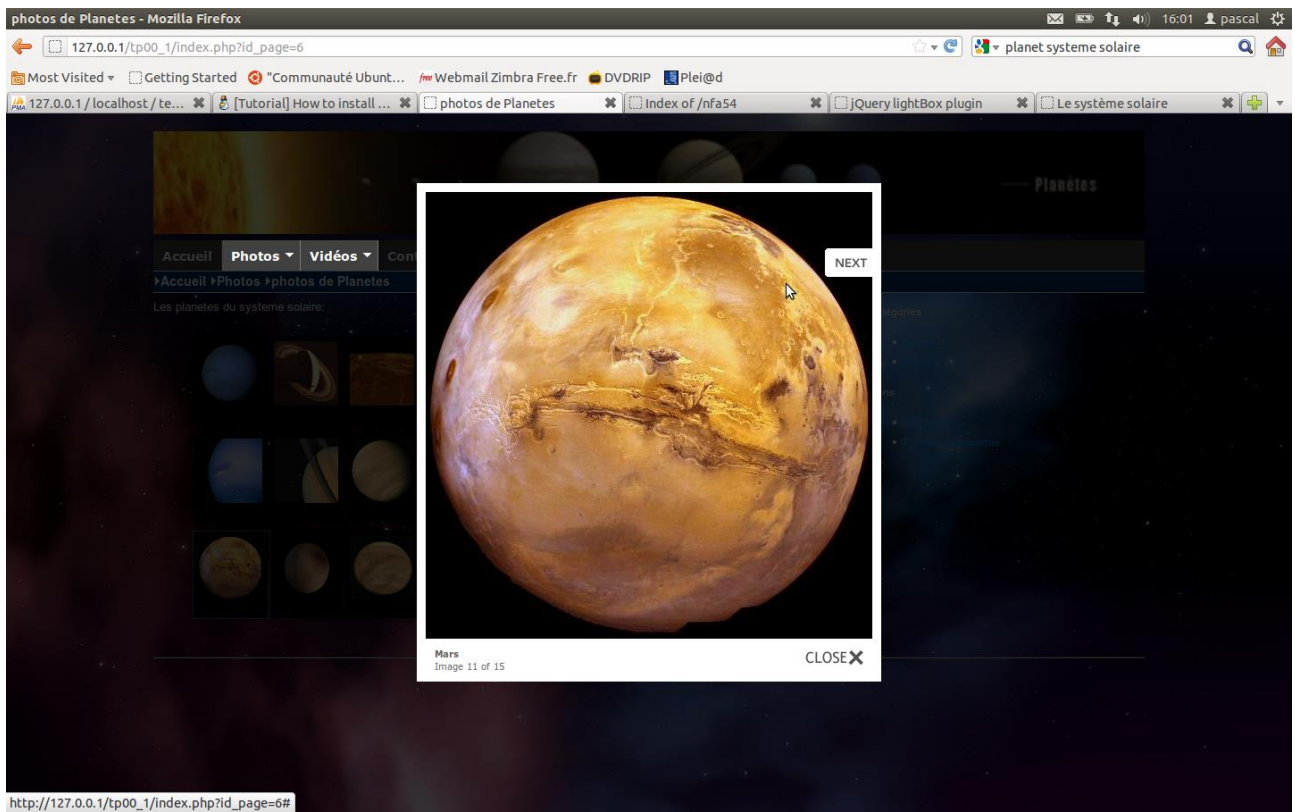 photos de Planetes - Mozilla Firefox
16:01 pascal
127.0.0.1/tp00_1/index.php?id_page=6
planet systeme solaire
Most Visited Getting Started "Communauté Ubunt... free Webmail Zimbra Free.fr DVDRIP Plei@d
PMA 127.0.0.1 / localhost / te... [Tutorial] How to install ... photos de Planetes Index of /nfa54 jQuery lightBox plugin Le système solaire
Planètes
Accueil Photos Vidéos
Accueil Photos photos de Planetes
Les planetes du systeme solaire:
NEXT
Mars
Image 11 of 15
CLOSE
http://127.0.0.1/tp00_1/index.php?id_page=6#